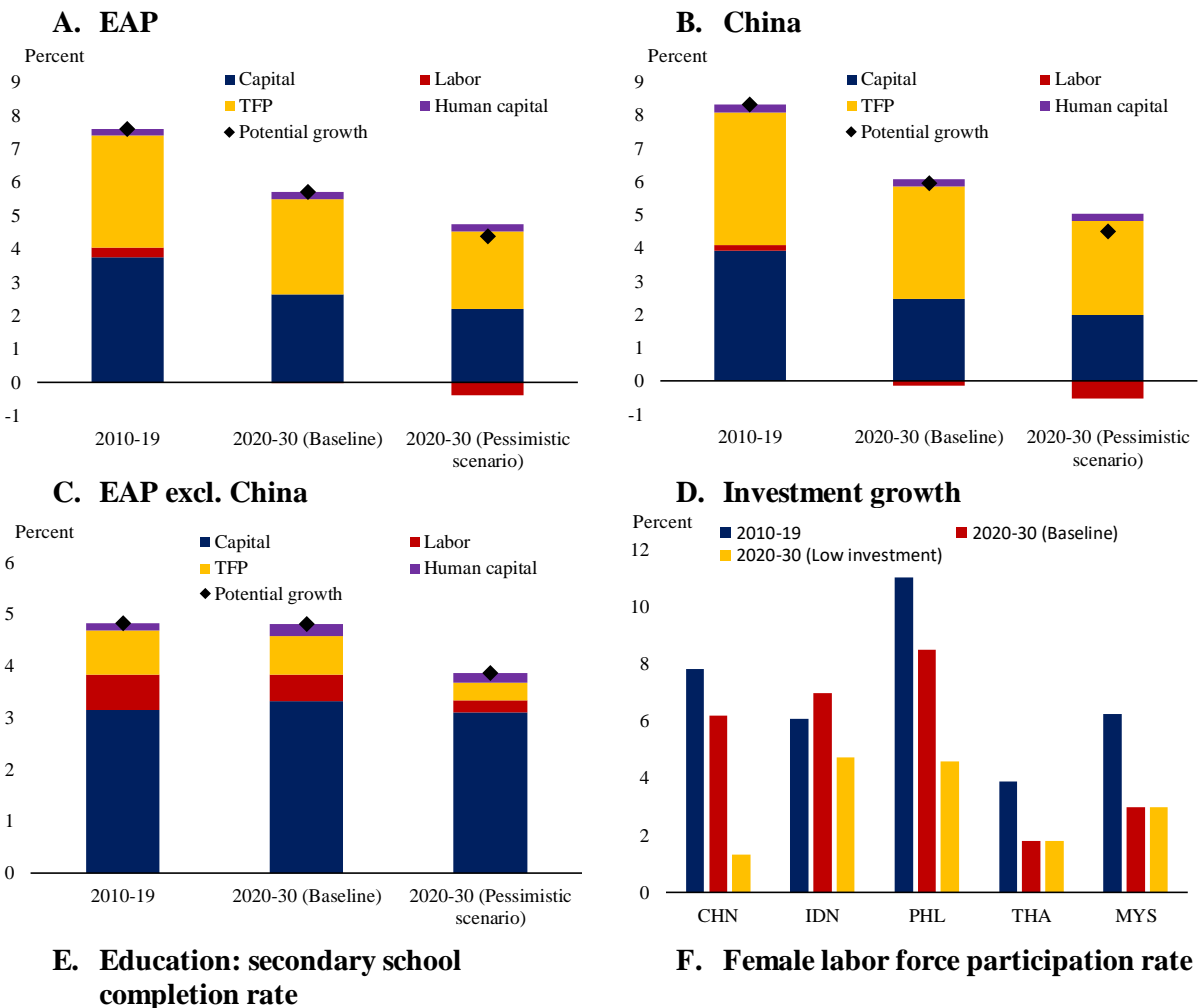 A. EAP
Percent
Capital Labor
TFP Human capital
Potential growth
9
8
7
6
5
4
3
2
1
0
-1
2010-19 2020-30 (Baseline) 2020-30 (Pessimistic
scenario)
B. China
Percent
Capital Labor
TFP Human capital
Potential growth
9
8
7
6
5
4
3
2
1
0
-1
2010-19 2020-30 (Baseline) 2020-30 (Pessimistic
scenario)
C. EAP excl. China
Percent
Capital Labor
TFP Human capital
Potential growth
6
5
4
3
2
1
0
2010-19 2020-30 (Baseline) 2020-30 (Pessimistic
scenario)
D. Investment growth
Percent
2010-19 2020-30 (Baseline)
2020-30 (Low investment)
12
10
8
6
4
2
0
CHN IDN PHL THA MYS
E. Education: secondary school
completion rate
F. Female labor force participation rate